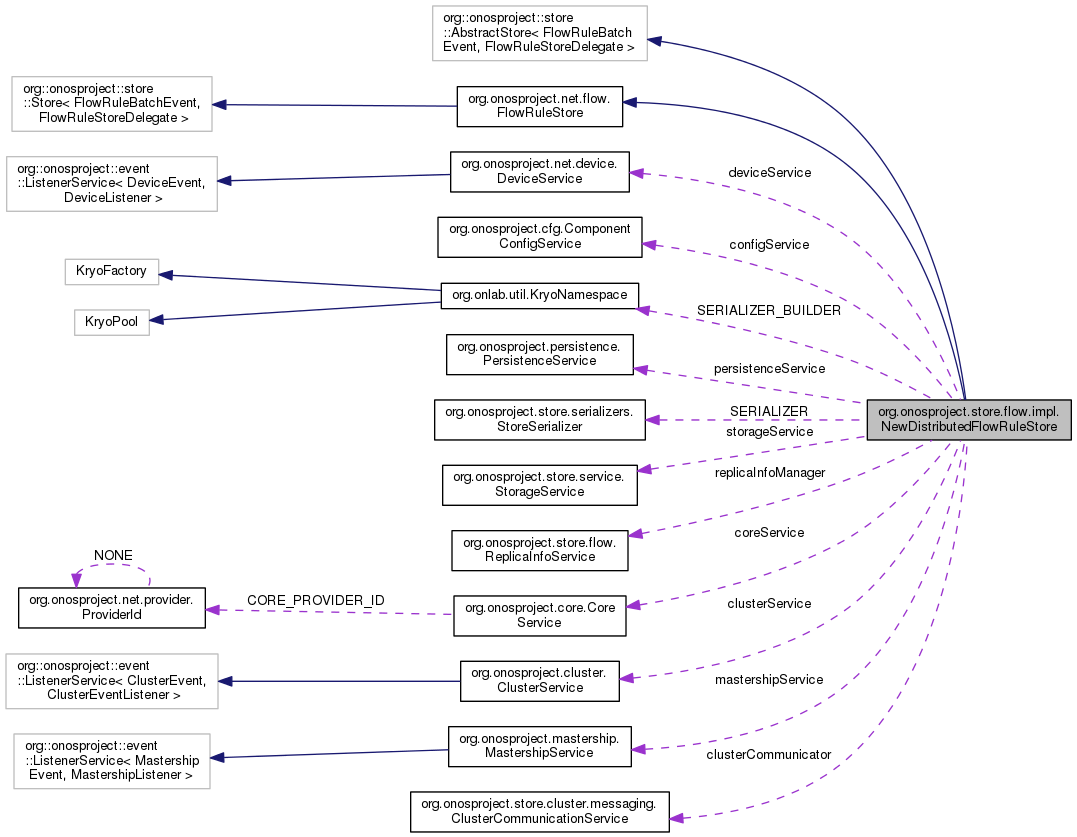 org::onosproject::store
::AbstractStore< FlowRuleBatch
Event, FlowRuleStoreDelegate >
org::onosproject::store
::Store< FlowRuleBatchEvent,
FlowRuleStoreDelegate >
org.onosproject.net.flow.
FlowRuleStore
org::onosproject::event
::ListenerService< DeviceEvent,
DeviceListener >
org.onosproject.net.device.
DeviceService
deviceService
org.onosproject.cfg.Component
ConfigService
configService
KryoFactory
KryoPool
org.onlab.util.KryoNamespace
SERIALIZER_BUILDER
org.onosproject.persistence.
PersistenceService
persistenceService
org.onosproject.store.serializers.
StoreSerializer
SERIALIZER
org.onosproject.store.flow.impl.
NewDistributedFlowRuleStore
storageService
org.onosproject.store.service.
StorageService
replicaInfoManager
org.onosproject.store.flow.
ReplicaInfoService
coreService
NONE
org.onosproject.net.provider.
ProviderId
CORE_PROVIDER_ID
org.onosproject.core.Core
Service
clusterService
org::onosproject::event
::ListenerService< ClusterEvent,
ClusterEventListener >
org.onosproject.cluster.
ClusterService
mastershipService
org::onosproject::event
::ListenerService< Mastership
Event, MastershipListener >
org.onosproject.mastership.
MastershipService
clusterCommunicator
org.onosproject.store.cluster.messaging.
ClusterCommunicationService